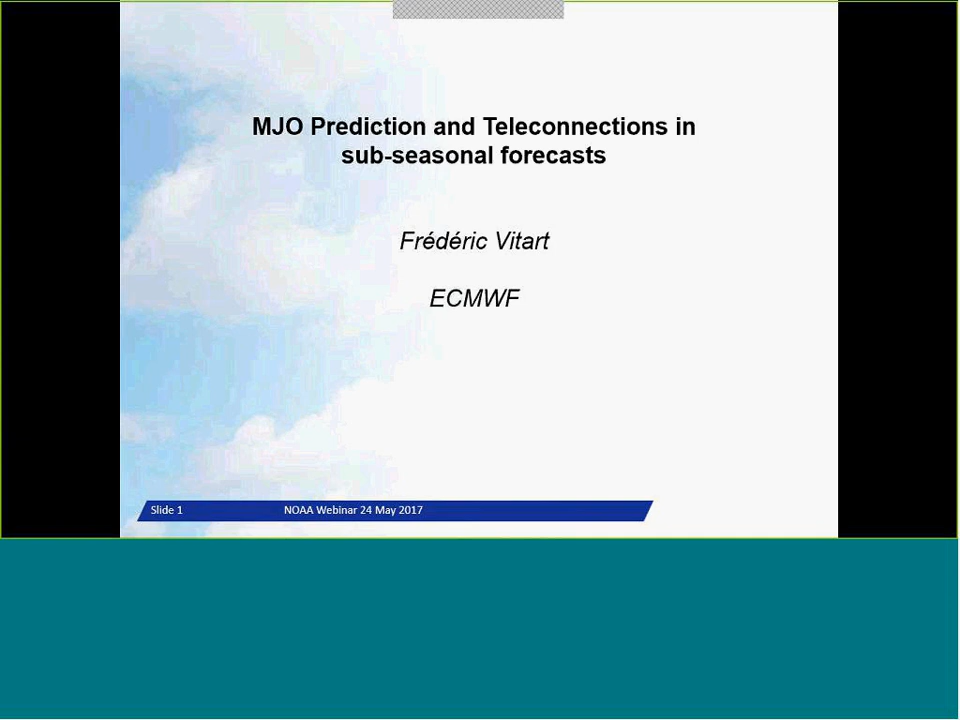 MJO Prediction and Teleconnections in
sub-seasonal forecasts
Frédéric Vitart
ECMWF
Slide 1 NOAA Webinar 24 May 2017